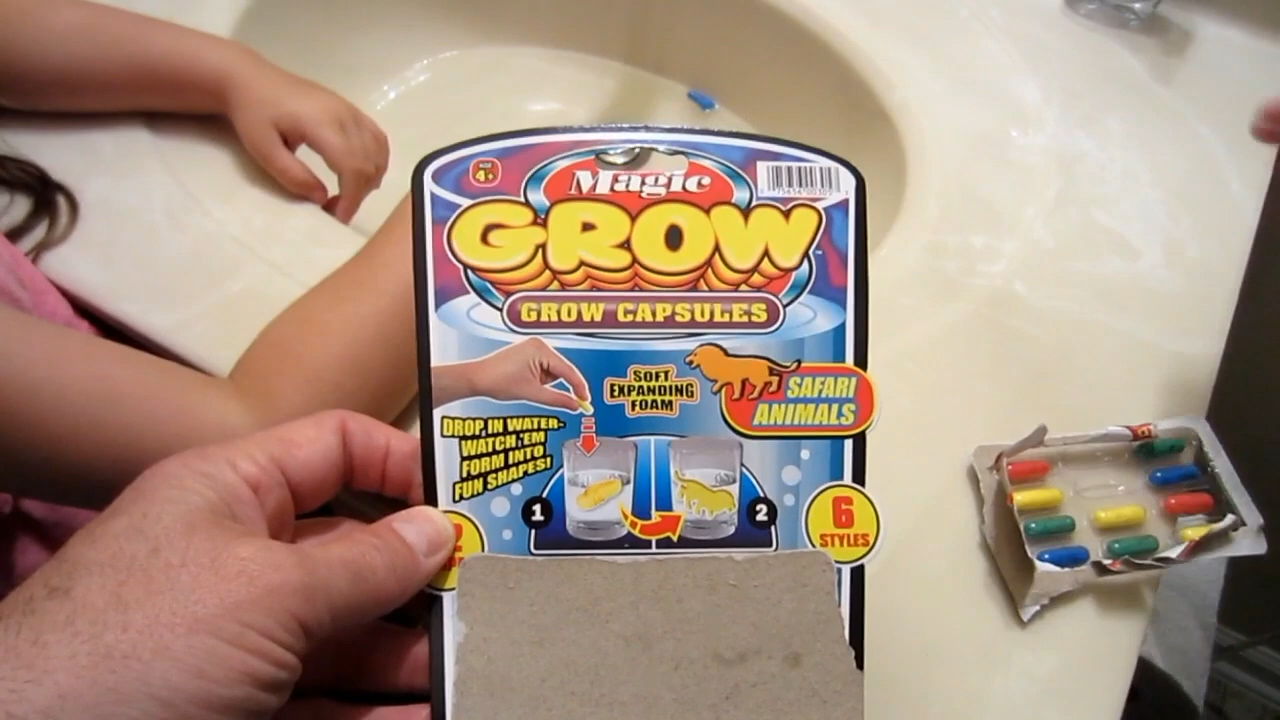 AGE
4+
Magic
GROW
™
GROW CAPSULES
SOFT
EXPANDING
FOAM
SAFARI
ANIMALS
DROP IN WATER-
WATCH 'EM
FORM INTO
FUN SHAPES!
1
2
6
STYLES